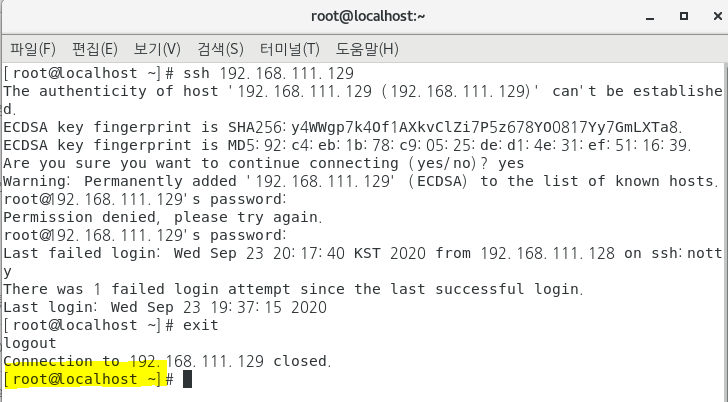 root@localhost:~
파일(F) 편집(E) 보기(V) 검색(S) 터미널(T) 도움말(H)
[root@localhost ~]# ssh 192.168.111.129
The authenticity of host '192.168.111.129 (192.168.111.129)' can't be establishe
d.
ECDSA key fingerprint is SHA256:y4WWgp7k4Of1AXkvClZi7P5z678YO0817Yy7GmLXTa8.
ECDSA key fingerprint is MD5:92:c4:eb:1b:78:c9:05:25:de:d1:4e:31:ef:51:16:39.
Are you sure you want to continue connecting (yes/no)? yes
Warning: Permanently added '192.168.111.129' (ECDSA) to the list of known hosts.
root@192.168.111.129's password:
Permission denied, please try again.
root@192.168.111.129's password:
Last failed login: Wed Sep 23 20:17:40 KST 2020 from 192.168.111.128 on ssh:nott
y
There was 1 failed login attempt since the last successful login.
Last login: Wed Sep 23 19:37:15 2020
[root@localhost ~]# exit
logout
Connection to 192.168.111.129 closed.
[root@localhost ~]#